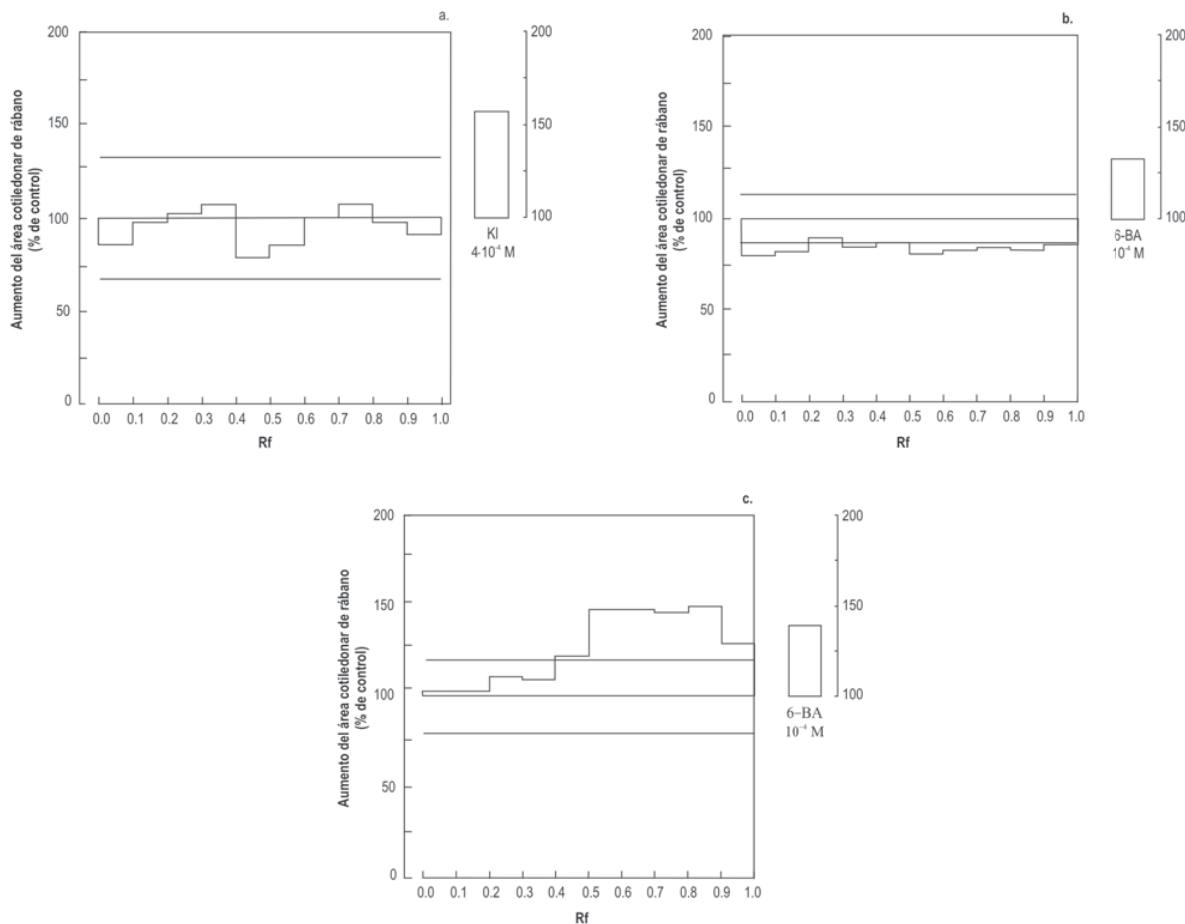 a.
Aumento del área cotiledonar de rábano
(% de control)
200
150
100
50
0
0.0 0.1 0.2 0.3 0.4 0.5 0.6 0.7 0.8 0.9 1.0
Rf
200
150
100
KI
4·10⁻⁴ M
b.
Aumento del área cotiledonar de rábano
(% de control)
200
150
100
50
0
0.0 0.1 0.2 0.3 0.4 0.5 0.6 0.7 0.8 0.9 1.0
Rf
200
150
100
6-BA
10⁻⁴ M
c.
Aumento del área cotiledonar de rábano
(% de control)
200
150
100
50
0
0.0 0.1 0.2 0.3 0.4 0.5 0.6 0.7 0.8 0.9 1.0
Rf
200
150
100
6–BA
10⁻⁴ M